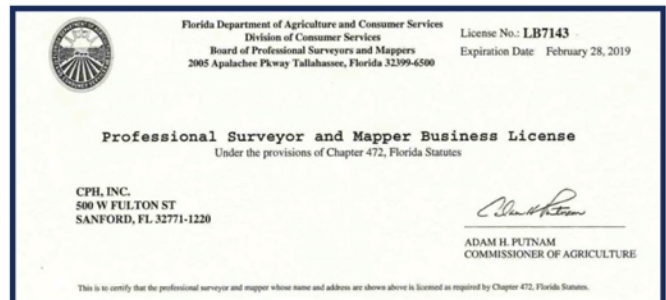 Florida Department of Agriculture and Consumer Services
Division of Consumer Services
Board of Professional Surveyors and Mappers
2005 Apalachee Pkway Tallahassee, Florida 32399-6500
License No.: LB7143
Expiration Date February 28, 2019
Professional Surveyor and Mapper Business License
Under the provisions of Chapter 472, Florida Statutes
CPH, INC.
500 W FULTON ST
SANFORD, FL 32771-1220
ADAM H. PUTNAM
COMMISSIONER OF AGRICULTURE
This is to certify that the professional surveyor and mapper whose name and address are shown above is licensed as required by Chapter 472, Florida Statutes.